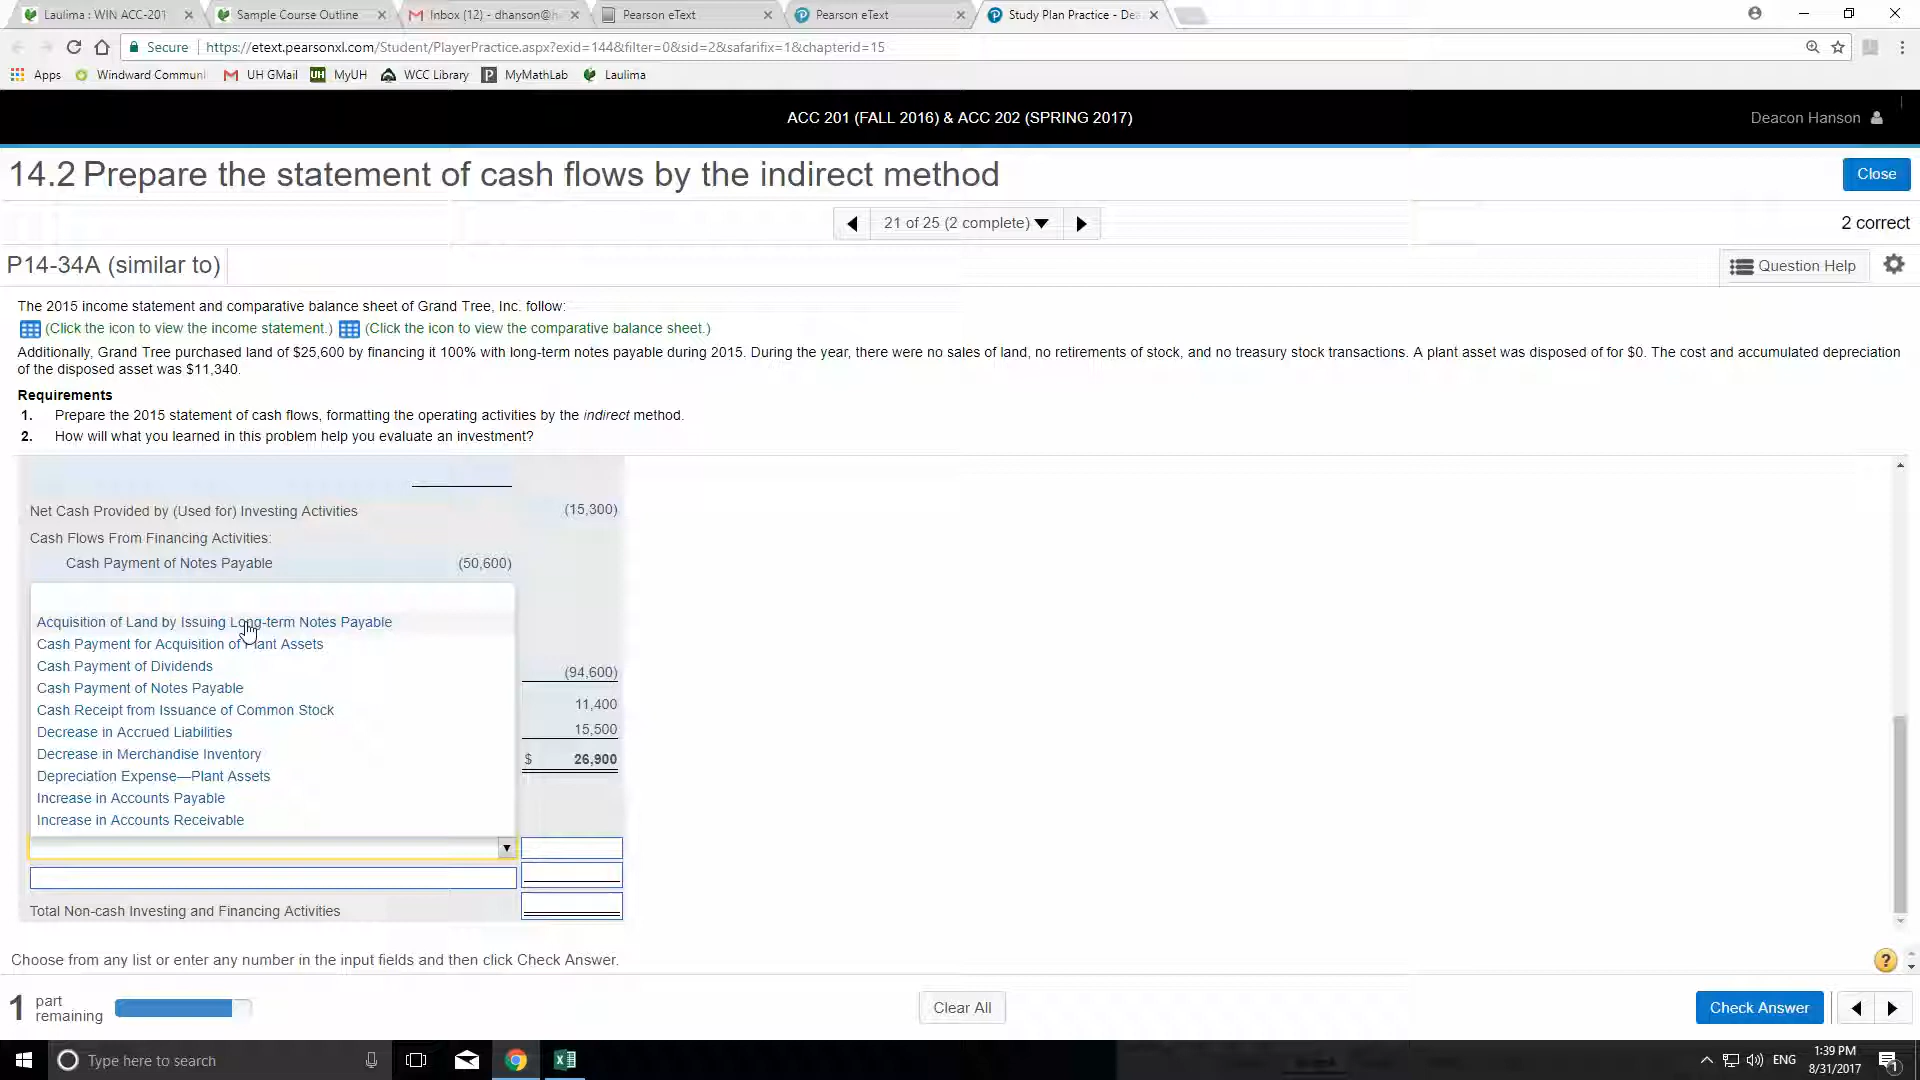 Laulima : WIN ACC-201
Sample Course Outline
Inbox (12) - dhanson@h
Pearson eText
Pearson eText
Study Plan Practice - Dea
Secure https://etext.pearsonxl.com/Student/PlayerPractice.aspx?exid=144&filter=0&sid=2&safarifix=1&chapterid=15
Apps Windward Communi UH GMail MyUH WCC Library MyMathLab Laulima
ACC 201 (FALL 2016) & ACC 202 (SPRING 2017)
Deacon Hanson
14.2 Prepare the statement of cash flows by the indirect method
Close
21 of 25 (2 complete)
2 correct
P14-34A (similar to)
Question Help
The 2015 income statement and comparative balance sheet of Grand Tree, Inc. follow:
(Click the icon to view the income statement.) (Click the icon to view the comparative balance sheet.)
Additionally, Grand Tree purchased land of $25,600 by financing it 100% with long-term notes payable during 2015. During the year, there were no sales of land, no retirements of stock, and no treasury stock transactions. A plant asset was disposed of for $0. The cost and accumulated depreciation
of the disposed asset was $11,340.
Requirements
1. Prepare the 2015 statement of cash flows, formatting the operating activities by the indirect method.
2. How will what you learned in this problem help you evaluate an investment?
Net Cash Provided by (Used for) Investing Activities (15,300)
Cash Flows From Financing Activities:
Cash Payment of Notes Payable (50,600)
Acquisition of Land by Issuing Long-term Notes Payable
Cash Payment for Acquisition of Plant Assets
Cash Payment of Dividends (94,600)
Cash Payment of Notes Payable
Cash Receipt from Issuance of Common Stock 11,400
Decrease in Accrued Liabilities 15,500
Decrease in Merchandise Inventory $ 26,900
Depreciation Expense—Plant Assets
Increase in Accounts Payable
Increase in Accounts Receivable
Total Non-cash Investing and Financing Activities
Choose from any list or enter any number in the input fields and then click Check Answer.
?
1 part
remaining
Clear All
Check Answer
Type here to search
ENG
1:39 PM
8/31/2017
1